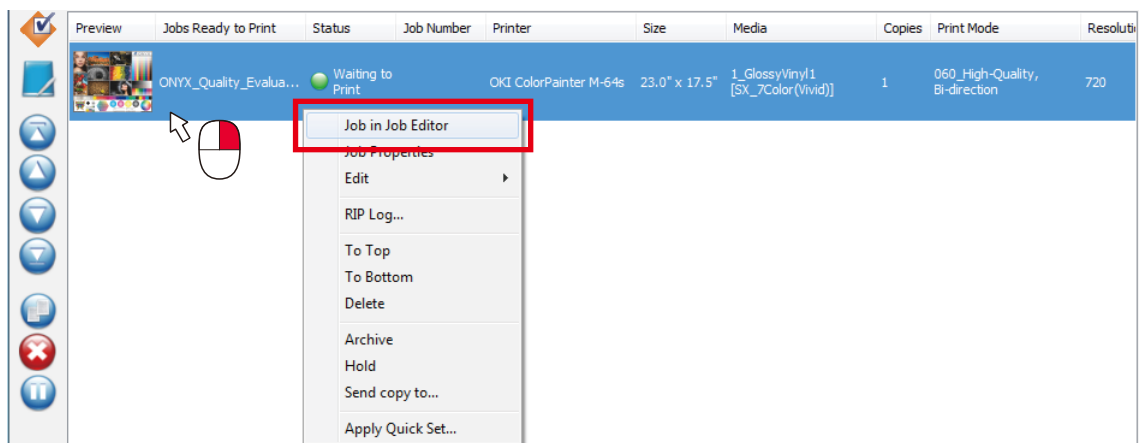 Preview Jobs Ready to Print Status Job Number Printer Size Media Copies Print Mode Resoluti
ONYX_Quality_Evalua... Waiting to Print OKI ColorPainter M-64s 23.0" x 17.5" 1_GlossyVinyl1 [SX_7Color(Vivid)] 1 060_High-Quality, Bi-direction 720
Job in Job Editor
Job Properties
Edit
RIP Log...
To Top
To Bottom
Delete
Archive
Hold
Send copy to...
Apply Quick Set...